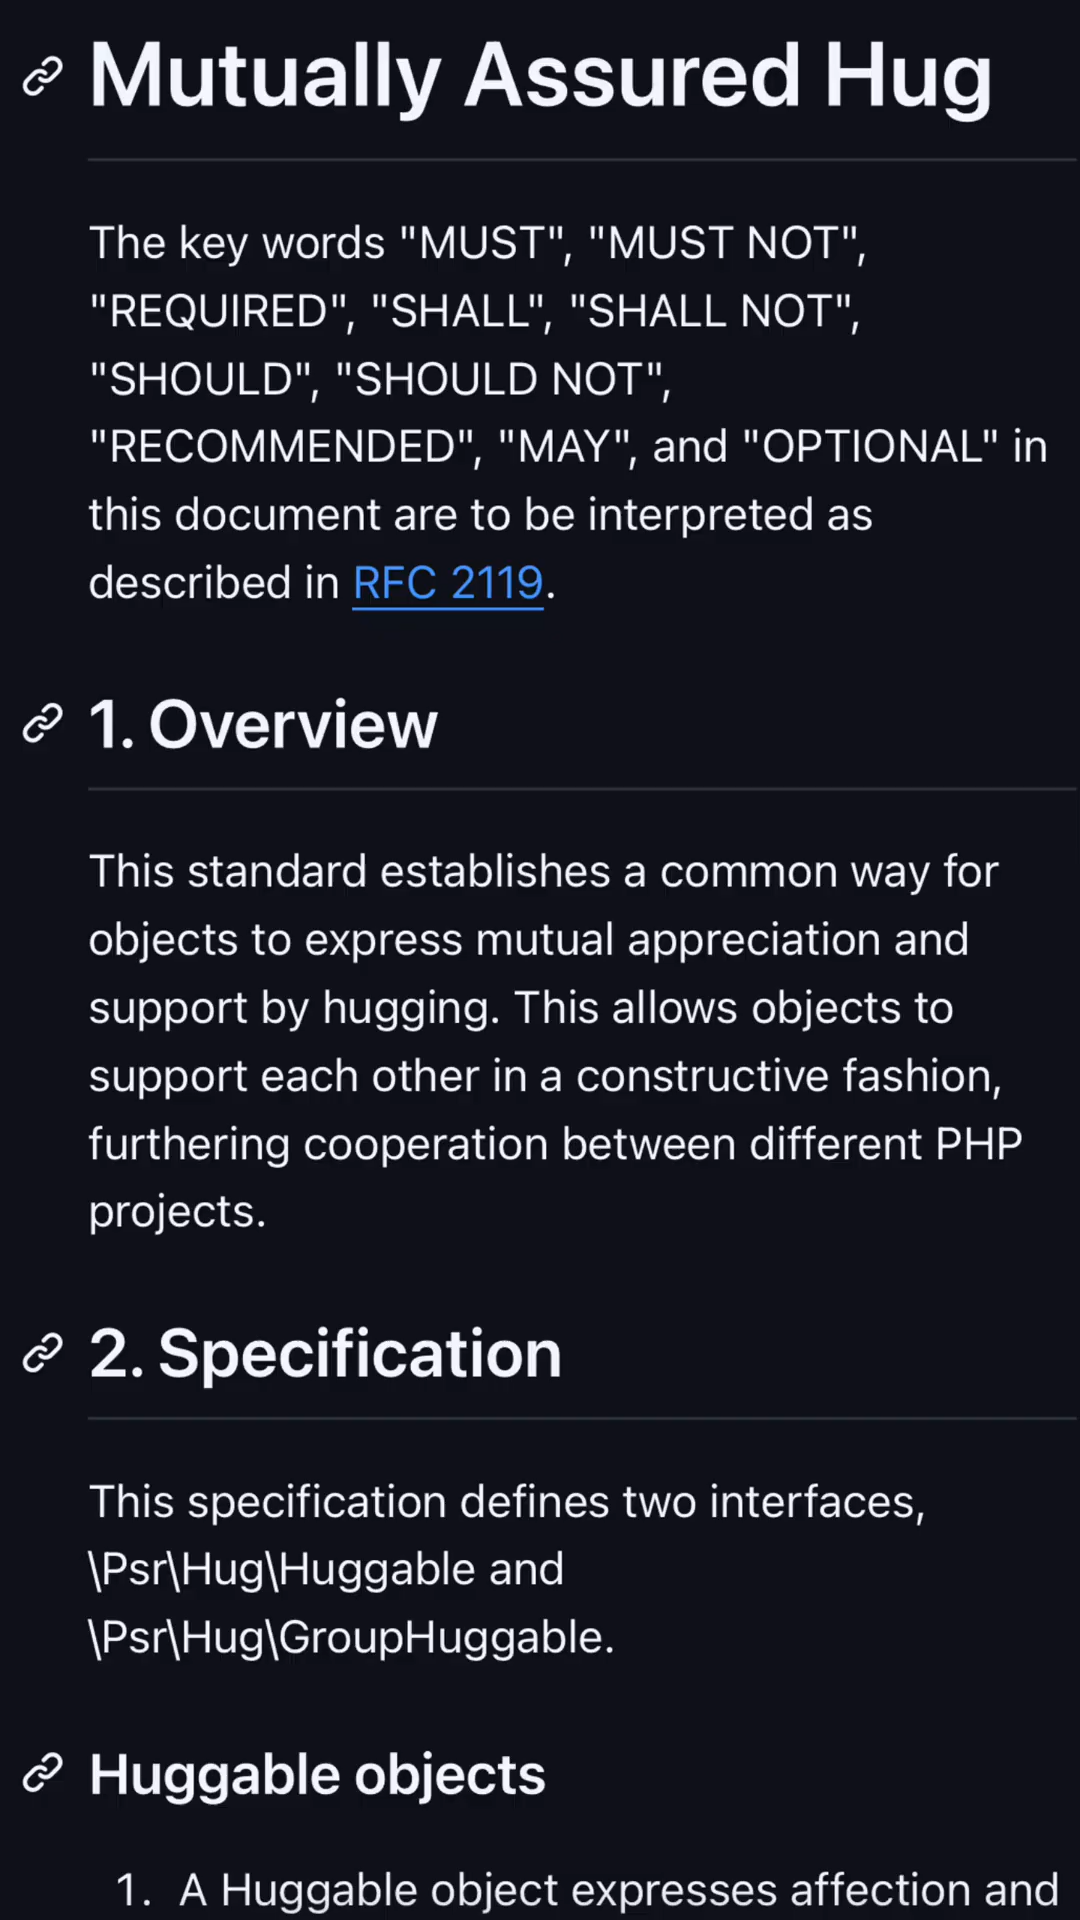 Mutually Assured Hug
The key words "MUST", "MUST NOT",
"REQUIRED", "SHALL", "SHALL NOT",
"SHOULD", "SHOULD NOT",
"RECOMMENDED", "MAY", and "OPTIONAL" in
this document are to be interpreted as
described in RFC 2119.
1. Overview
This standard establishes a common way for
objects to express mutual appreciation and
support by hugging. This allows objects to
support each other in a constructive fashion,
furthering cooperation between different PHP
projects.
2. Specification
This specification defines two interfaces,
\Psr\Hug\Huggable and
\Psr\Hug\GroupHuggable.
Huggable objects
1. A Huggable object expresses affection and